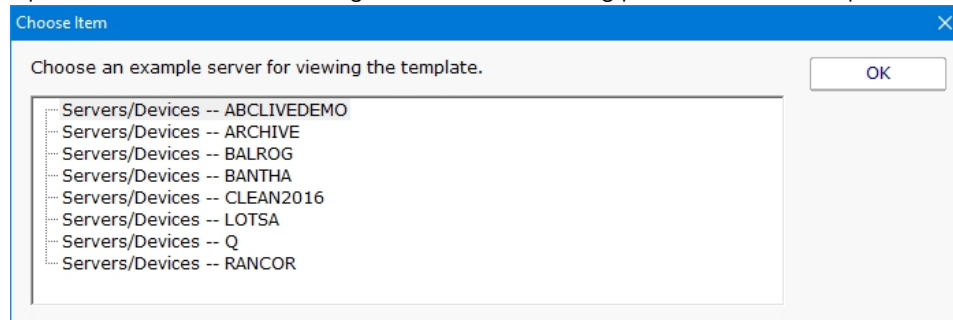 Choose Item
Choose an example server for viewing the template.
OK
Servers/Devices -- ABCLIVEDEMO
Servers/Devices -- ARCHIVE
Servers/Devices -- BALROG
Servers/Devices -- BANTHA
Servers/Devices -- CLEAN2016
Servers/Devices -- LOTSA
Servers/Devices -- Q
Servers/Devices -- RANCOR